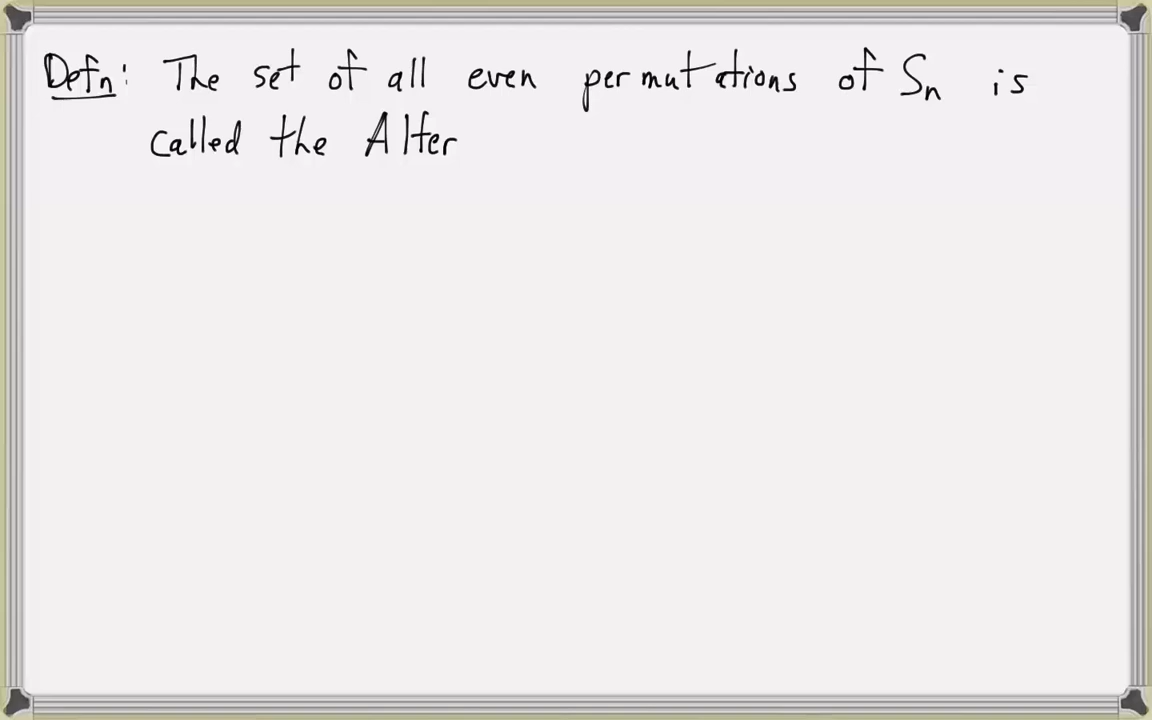 Defn: The set of all even permutations of Sn is
called the Alter